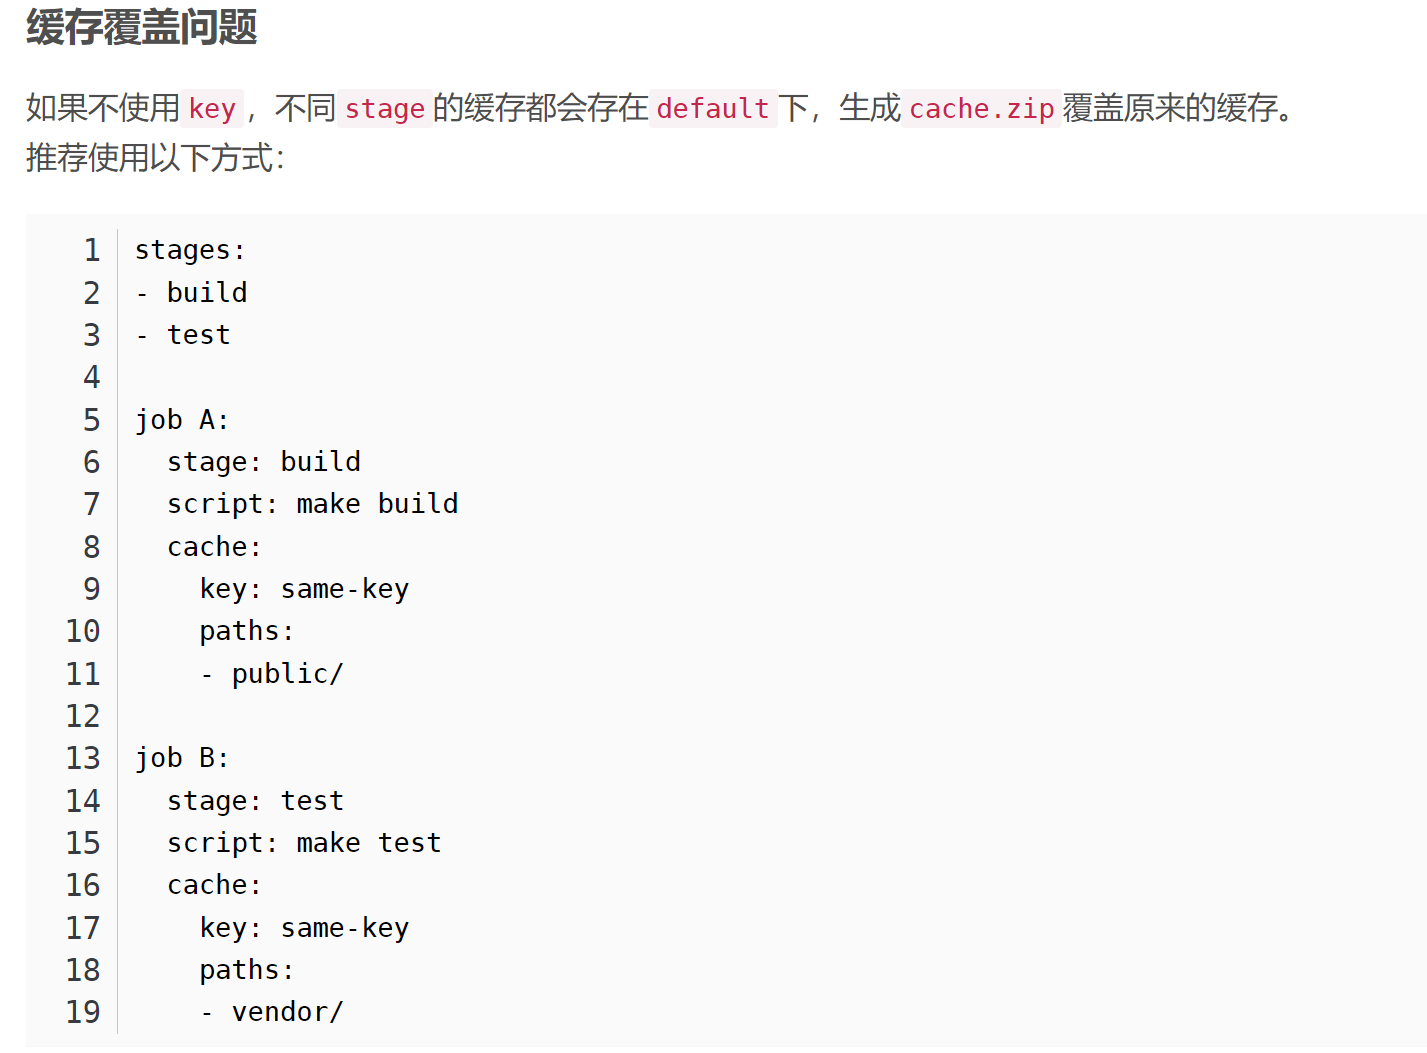 缓存覆盖问题
如果不使用key，不同stage的缓存都会存在default下，生成cache.zip覆盖原来的缓存。
推荐使用以下方式：
1 stages:
2 - build
3 - test
4
5 job A:
6   stage: build
7   script: make build
8   cache:
9     key: same-key
10     paths:
11     - public/
12
13 job B:
14   stage: test
15   script: make test
16   cache:
17     key: same-key
18     paths:
19     - vendor/